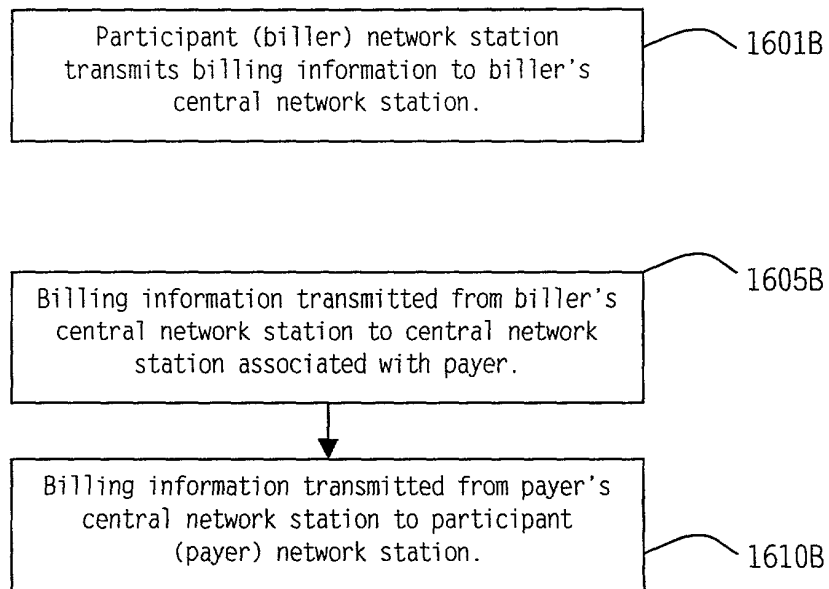 Participant (biller) network station
transmits billing information to biller's
central network station.
1601B
Billing information transmitted from biller's
central network station to central network
station associated with payer.
1605B
Billing information transmitted from payer's
central network station to participant
(payer) network station.
1610B